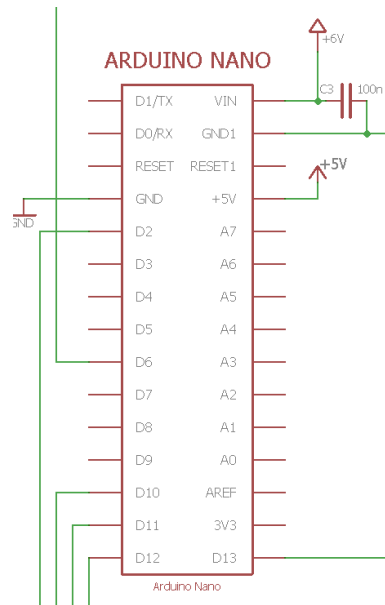 +6V
ARDUINO NANO
C3 100n
D1/TX VIN
D0/RX GND1
RESET RESET1 +5V
GND +5V
GND
D2 A7
D3 A6
D4 A5
D5 A4
D6 A3
D7 A2
D8 A1
D9 A0
D10 AREF
D11 3V3
D12 D13
Arduino Nano